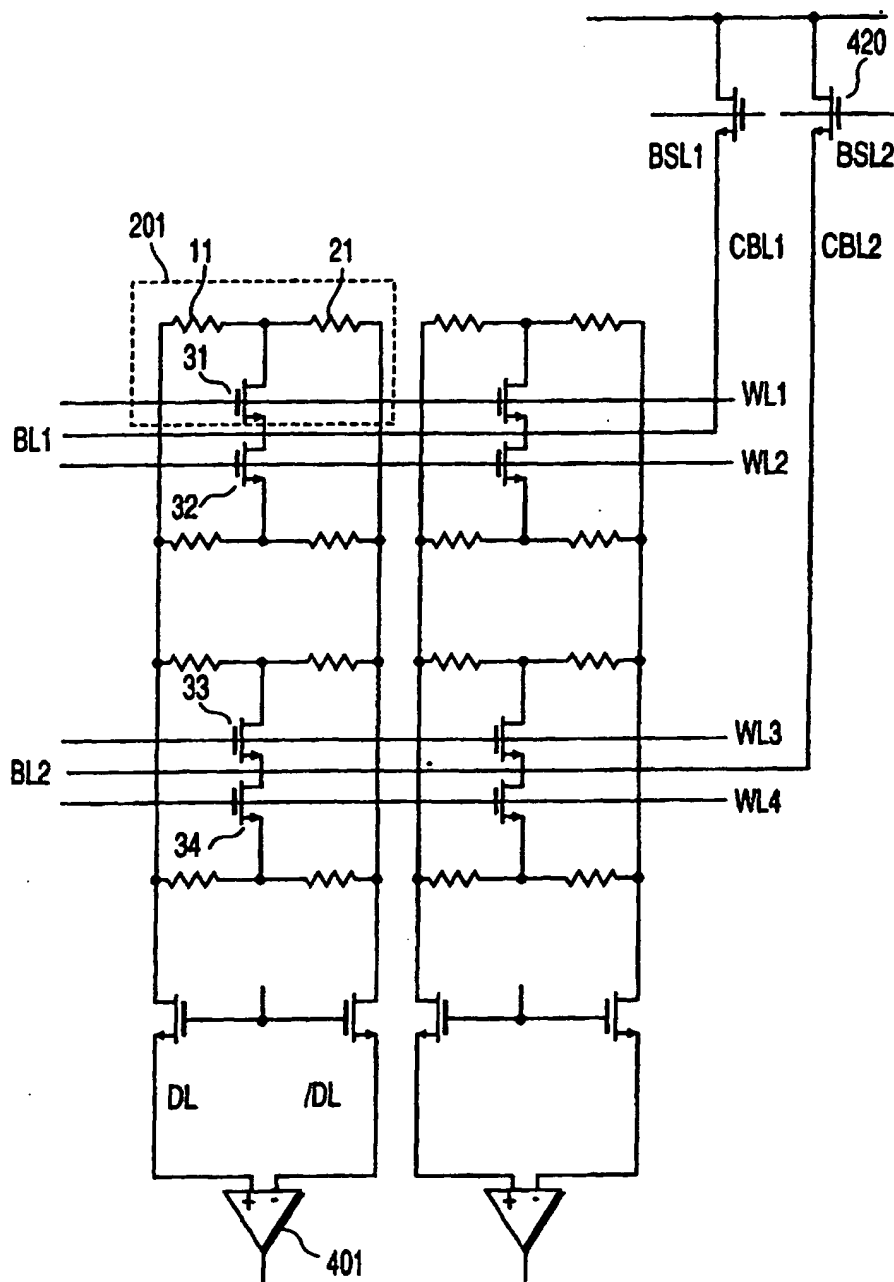 420
BSL1
BSL2
201
11
21
CBL1
CBL2
31
WL1
BL1
WL2
32
33
WL3
BL2
WL4
34
DL
/DL
+ -
+ -
401